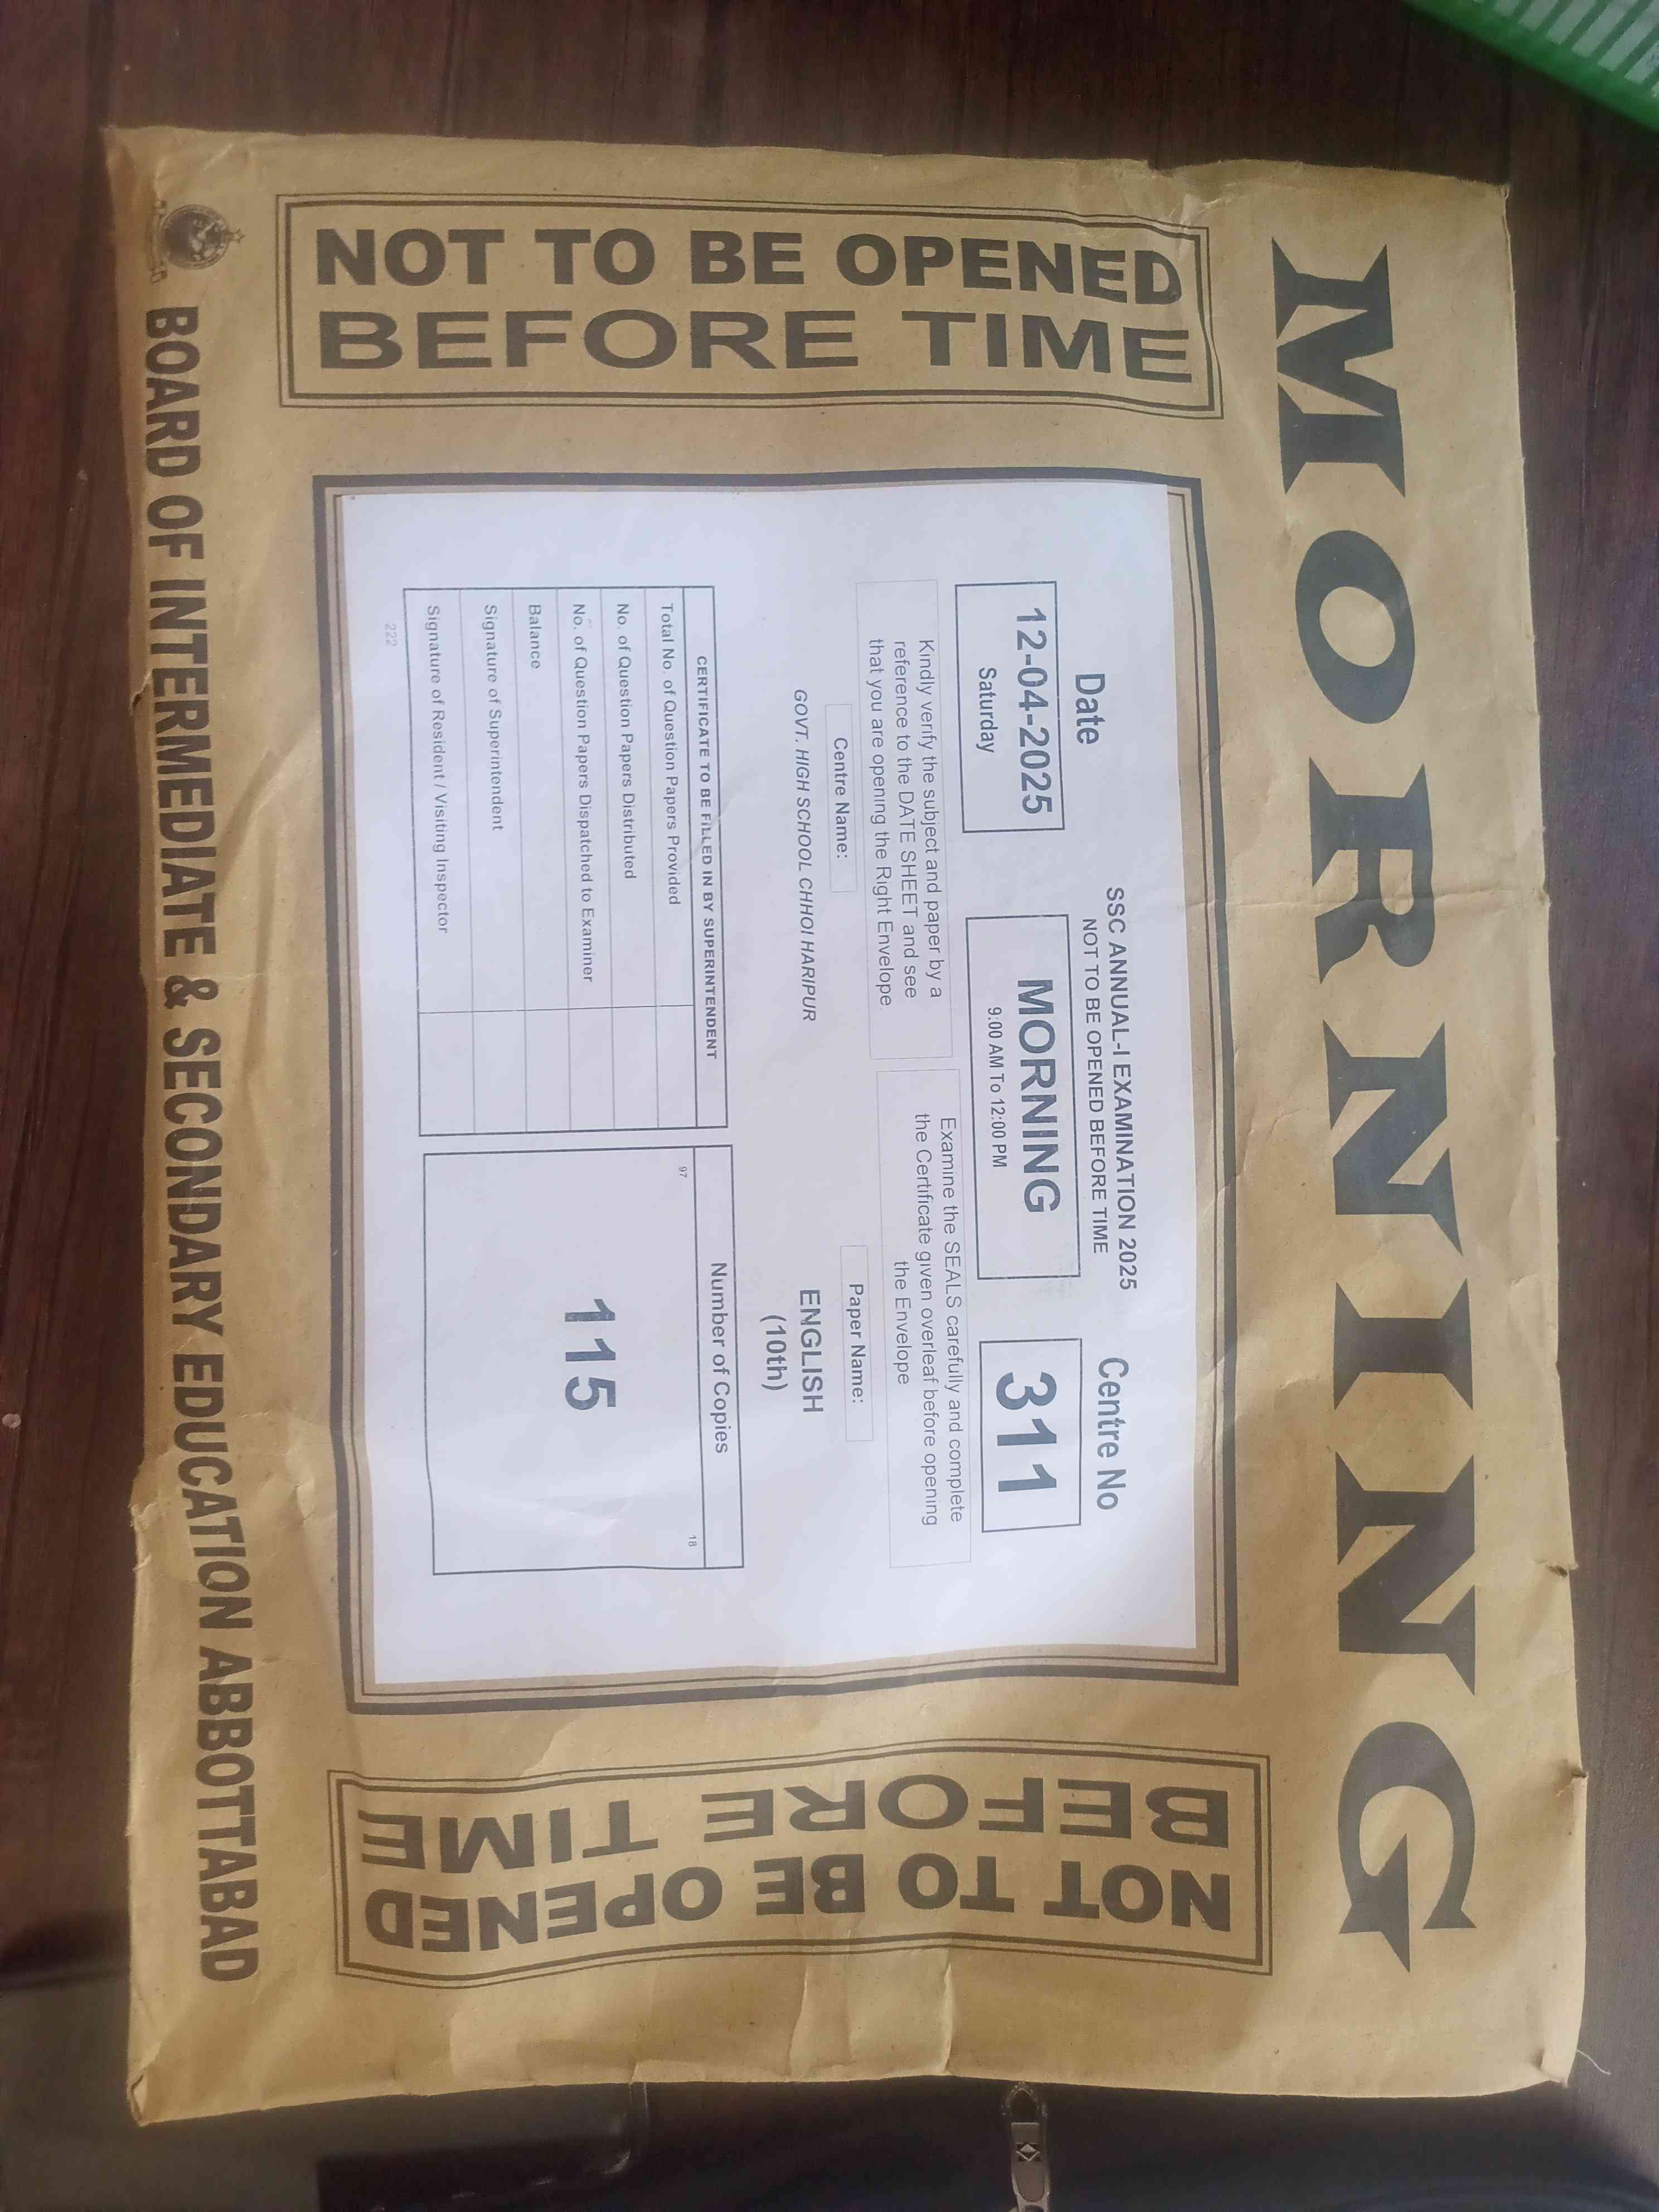 MORNING
NOT TO BE OPENED
BEFORE TIME
SSC ANNUAL-I EXAMINATION 2025
NOT TO BE OPENED BEFORE TIME
Date
12-04-2025
Saturday
MORNING
9:00 AM To 12:00 PM
Centre No
311
Kindly verify the subject and paper by a
reference to the DATE SHEET and see
that you are opening the Right Envelope
Examine the SEALS carefully and complete
the Certificate given overleaf before opening
the Envelope
Centre Name:
GOVT. HIGH SCHOOL CHHOI HARIPUR
Paper Name:
ENGLISH
(10th)
CERTIFICATE TO BE FILLED IN BY SUPERINTENDENT
Total No. of Question Papers Provided
No. of Question Papers Distributed
No. of Question Papers Dispatched to Examiner
Balance
Signature of Superintendent
Signature of Resident / Visiting Inspector
222
Number of Copies
97
18
115
NOT TO BE OPENED
BEFORE TIME
BOARD OF INTERMEDIATE & SECONDARY EDUCATION ABBOTTABAD